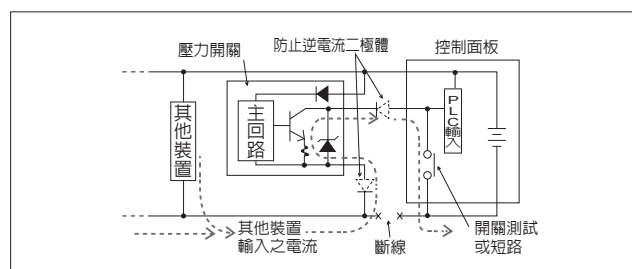 壓力開關
防止逆電流二極體
控制面板
其他裝置
主回路
PLC輸入
其他裝置
輸入之電流
斷線
開關測試
或短路